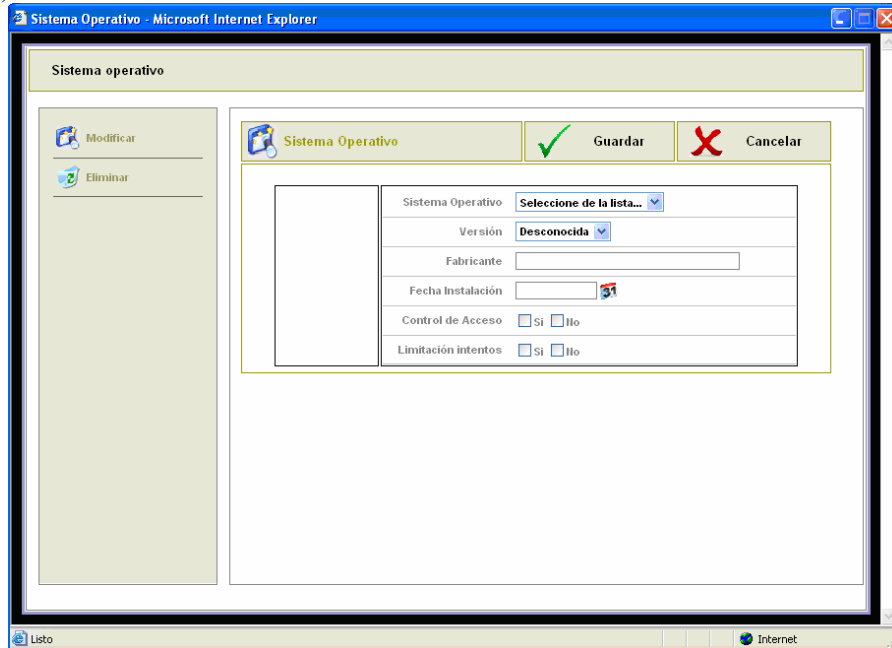 Sistema Operativo - Microsoft Internet Explorer
Sistema operativo
Modificar
Eliminar
Sistema Operativo
Guardar
Cancelar
Sistema Operativo Seleccione de la lista...
Versión Desconocida
Fabricante
Fecha Instalación 31
Control de Acceso Si No
Limitación intentos Si No
Listo
Internet